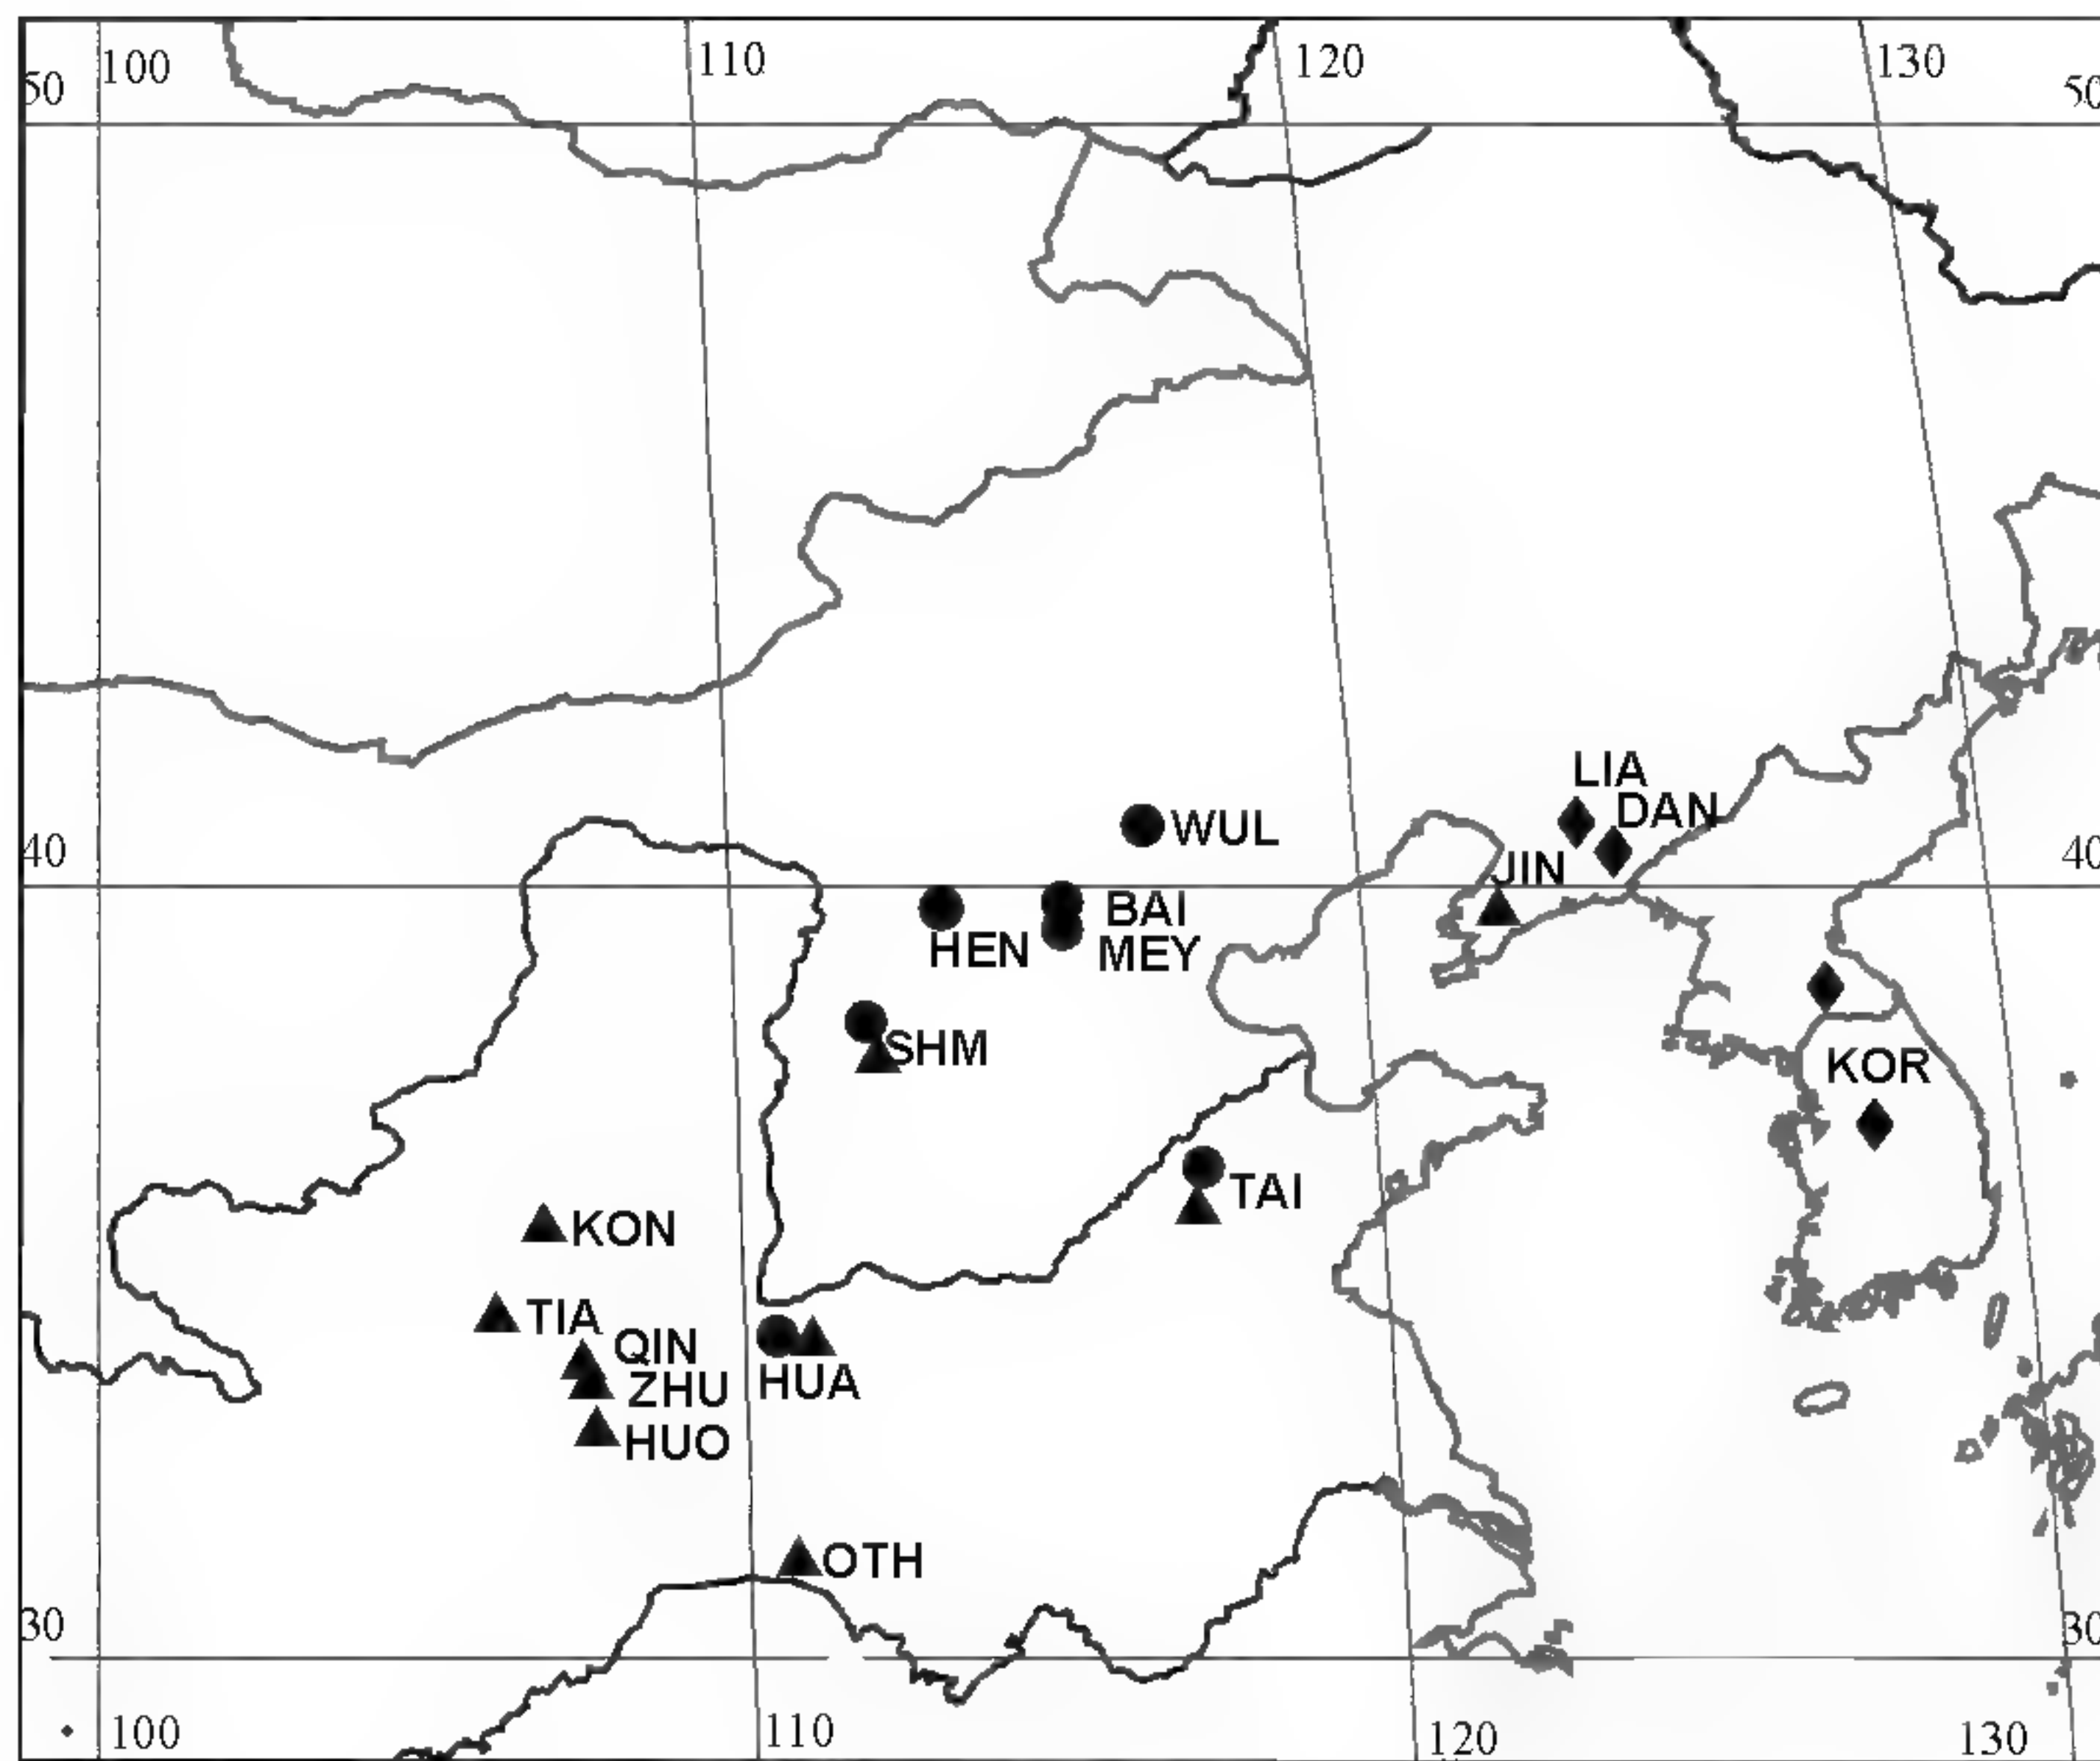 100 110 120 130
50 50
LIA
DAN
WUL
40 JIN 40
BAI
HEN MEY
SHM
KOR
TAI
KON
TIA
QIN
ZHU
HUA
HUO
OTH
30 30
100 110 120 130